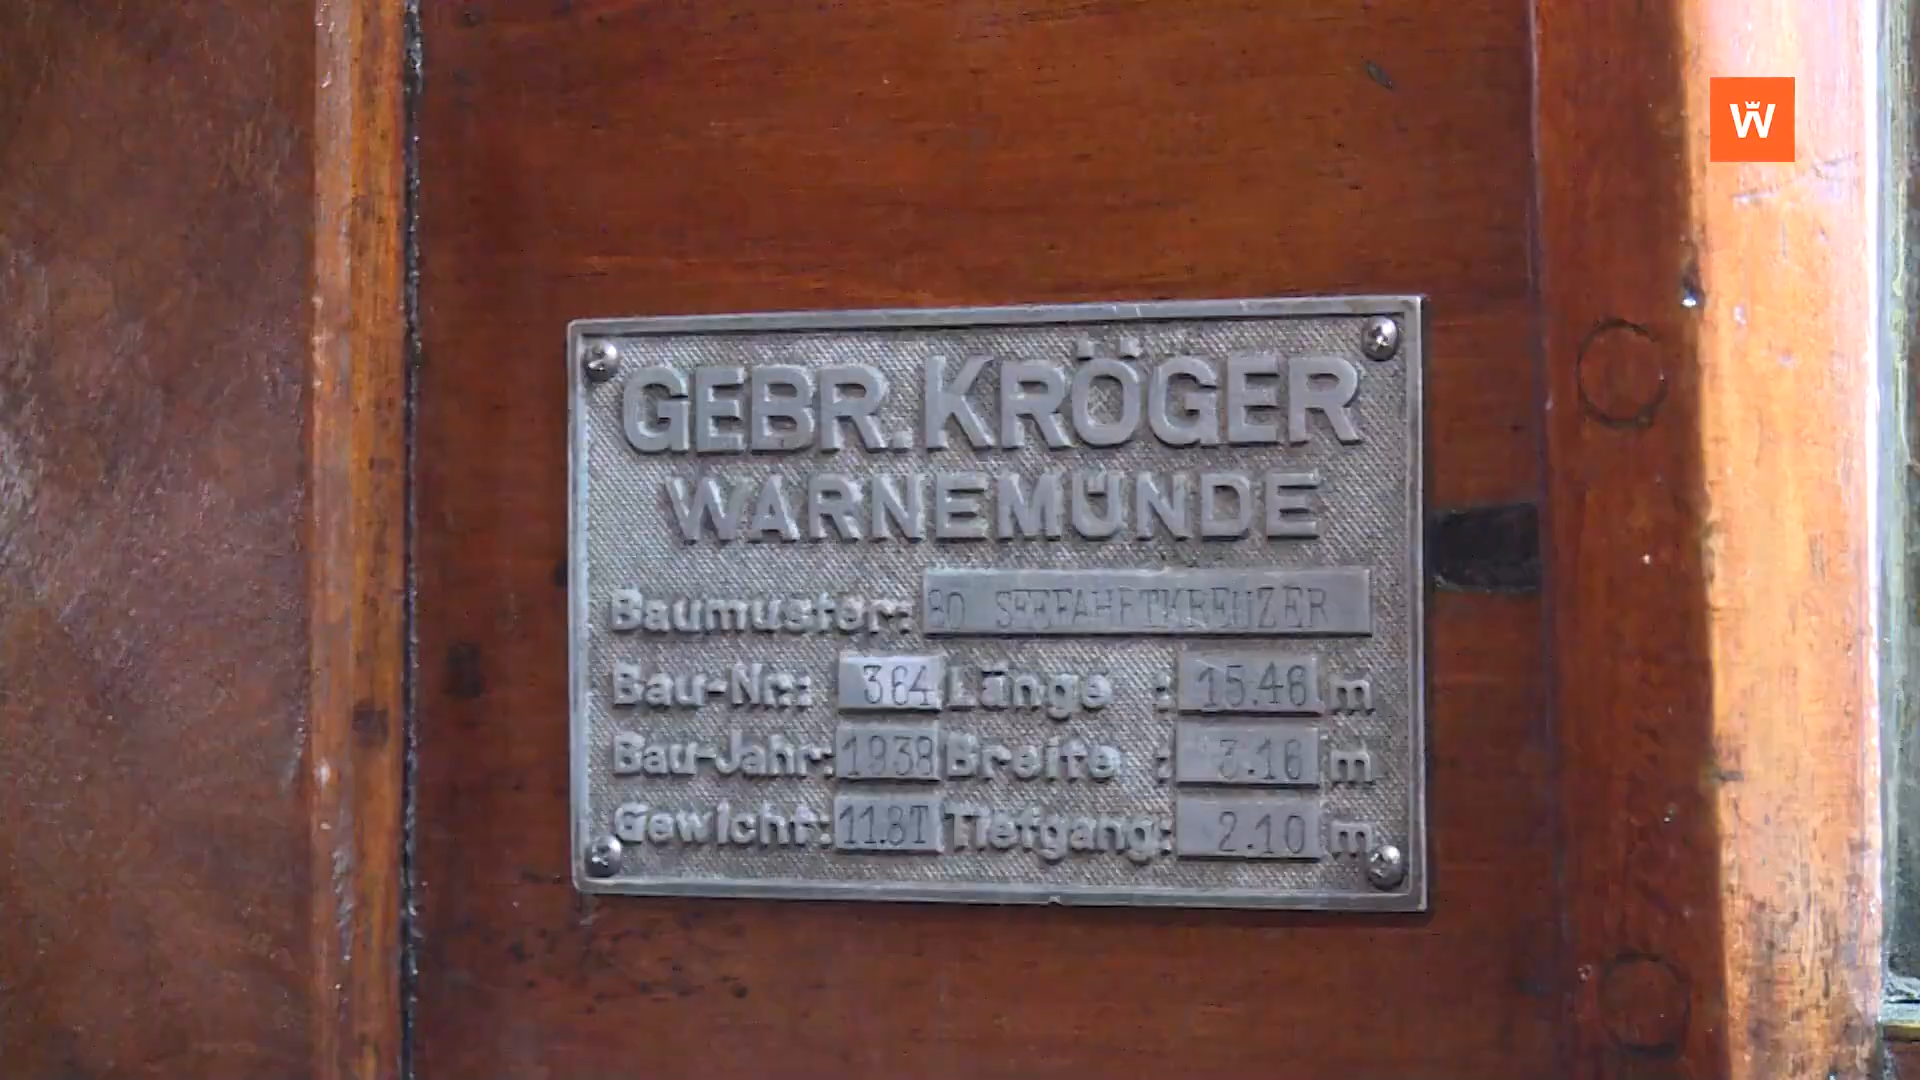 W
GEBR. KRÖGER
WARNEMÜNDE
Baumuster: 80 SEEFAHRTKREUZER
Bau-Nr.: 364 Länge : 15.46 m
Bau-Jahr: 1938 Breite : 3.16 m
Gewicht: 11.8T Tiefgang: 2.10 m